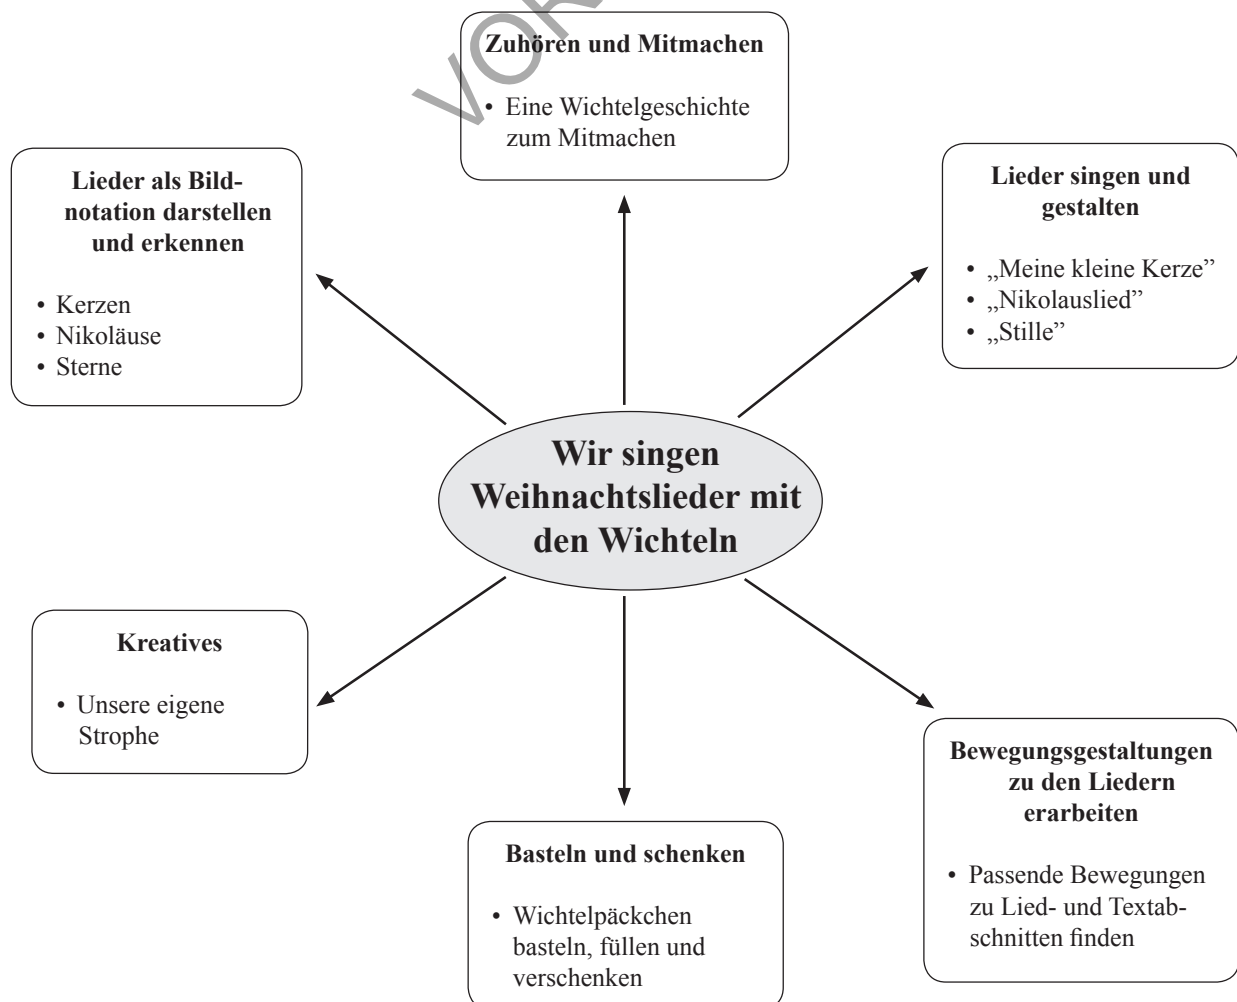 Zuhören und Mitmachen
• Eine Wichtelgeschichte
zum Mitmachen
Lieder als Bild-
notation darstellen
und erkennen
• Kerzen
• Nikoläuse
• Sterne
Lieder singen und
gestalten
• „Meine kleine Kerze”
• „Nikolauslied”
• „Stille”
Wir singen
Weihnachtslieder mit
den Wichteln
Kreatives
• Unsere eigene
Strophe
Basteln und schenken
• Wichtelpäckchen
basteln, füllen und
verschenken
Bewegungsgestaltungen
zu den Liedern
erarbeiten
• Passende Bewegungen
zu Lied- und Textab-
schnitten finden